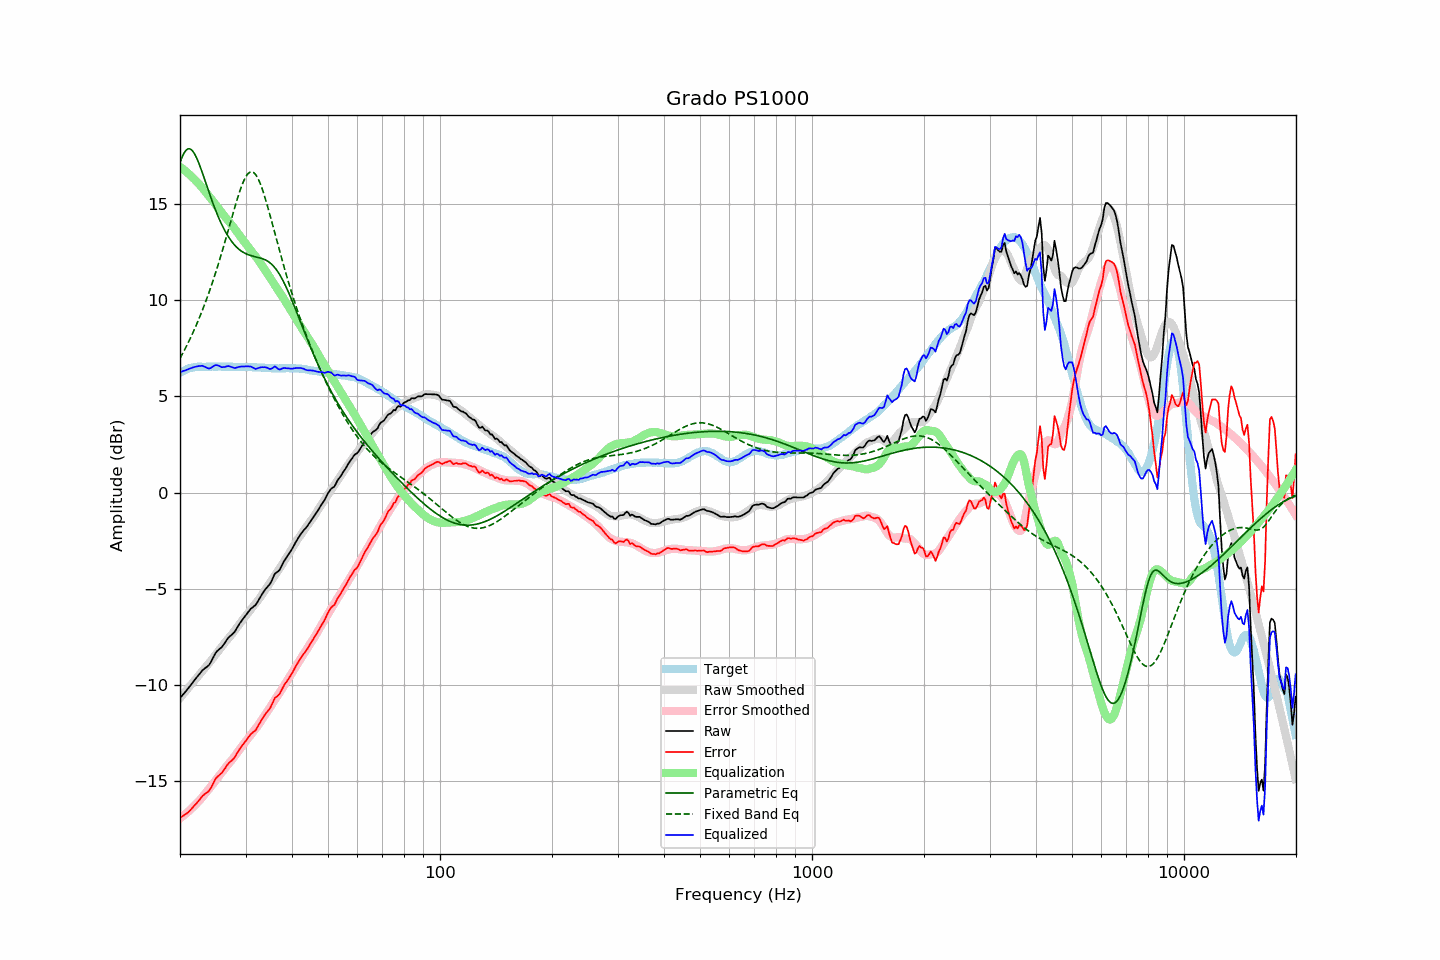 Grado PS1000
Amplitude (dBr)
15
10
5
0
−5
−10
−15
Target
Raw Smoothed
Error Smoothed
Raw
Error
Equalization
Parametric Eq
Fixed Band Eq
Equalized
100
1000
10000
Frequency (Hz)